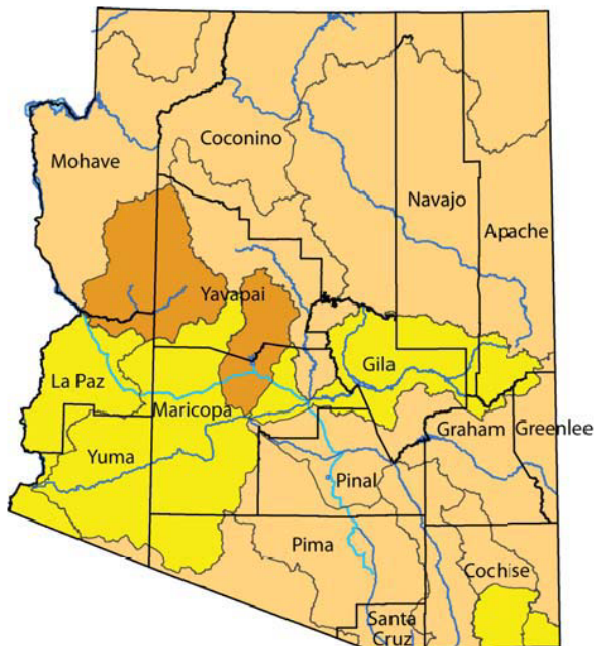 Coconino
Mohave
Navajo
Apache
Yavapai
Gila
La Paz
Maricopa
Graham
Greenlee
Yuma
Pinal
Pima
Cochise
Santa
Cruz